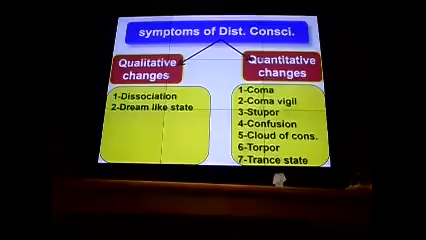 symptoms of Dist. Consci.
Qualitative
changes
1-Dissociation
2-Dream like state
Quantitative
changes
1-Coma
2-Coma vigil
3-Stupor
4-Confusion
5-Cloud of cons.
6-Torpor
7-Trance state